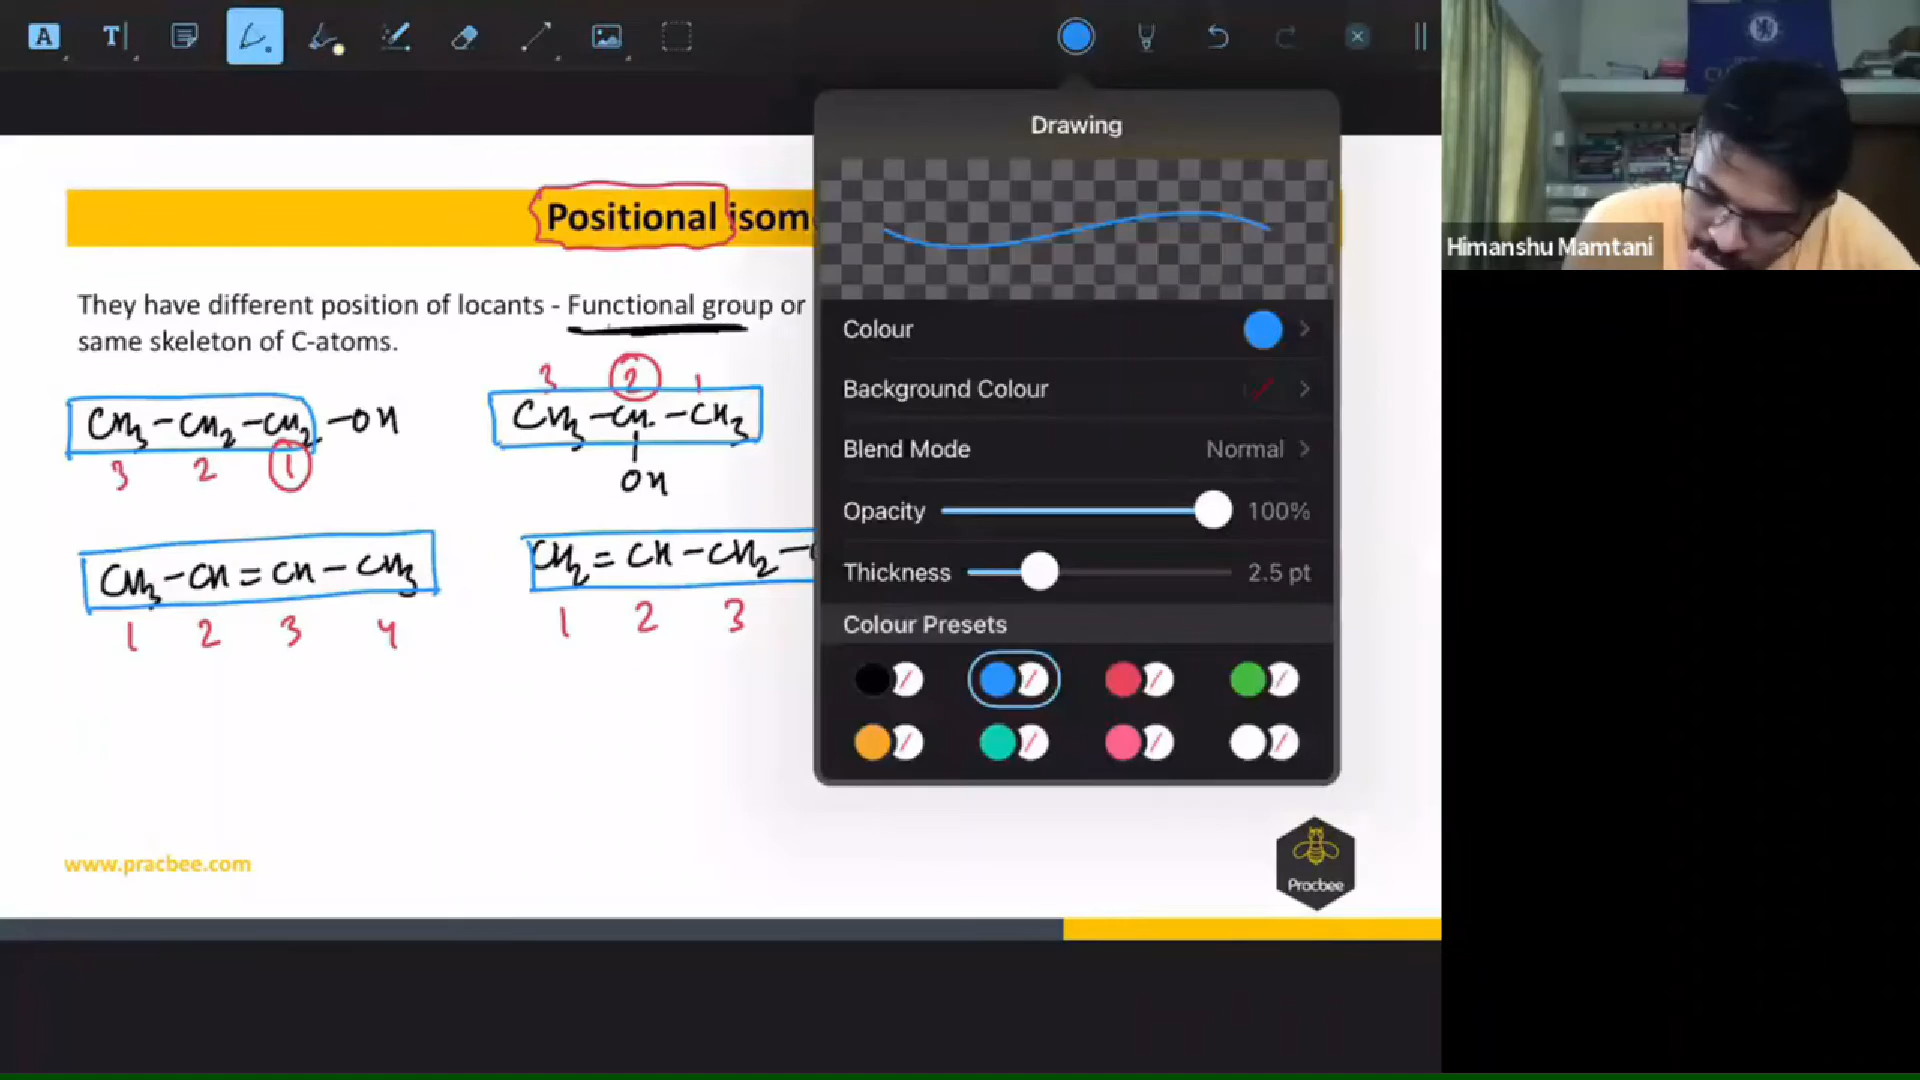 A T
Drawing
Positional isom
They have different position of locants - Functional group or
same skeleton of C-atoms.
3 2 1
CH3-CH2-CH2-OH
CH3-CH-CH3
OH
3 2 1
CH3-CH=CH-CH3
CH2=CH-CH2-
1 2 3 4
1 2 3
Colour
Background Colour
Blend Mode Normal
Opacity 100%
Thickness 2.5 pt
Colour Presets
www.pracbee.com
Pracbee
Himanshu Mamtani